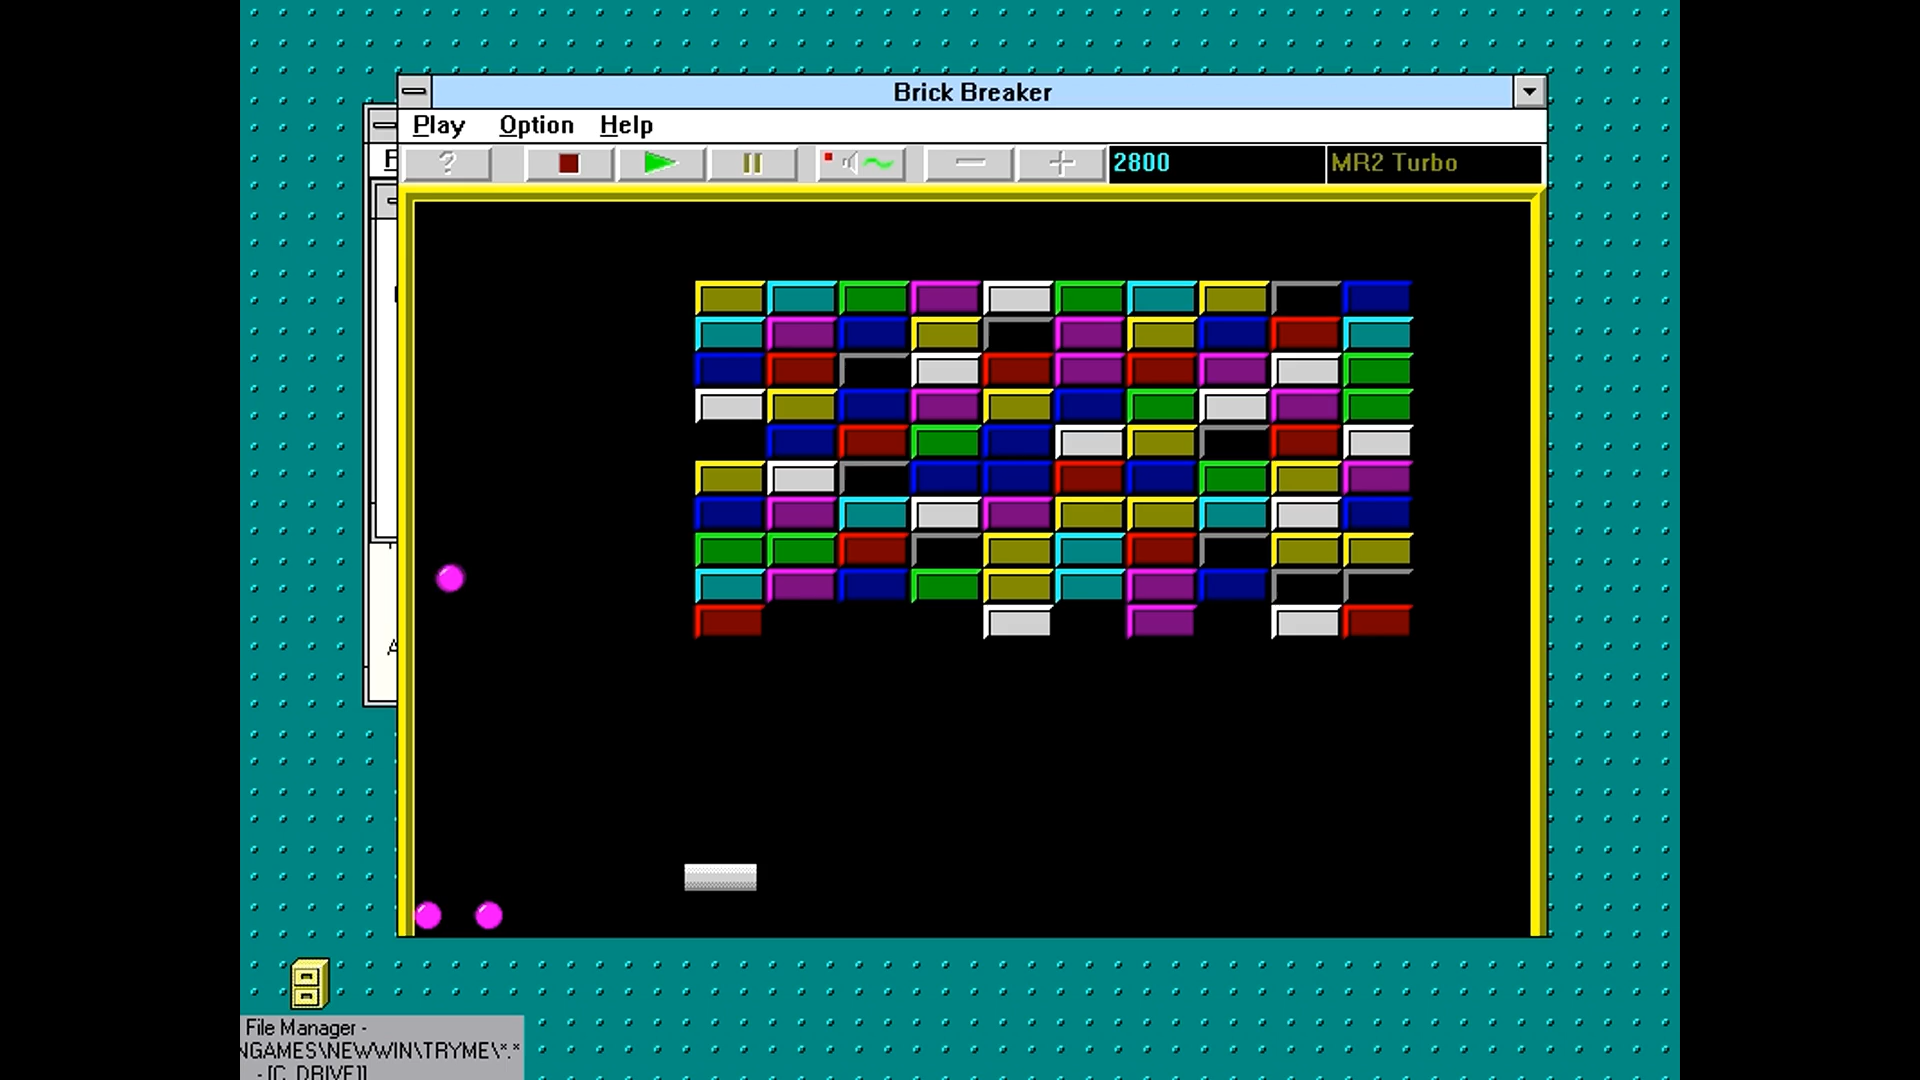 Brick Breaker
Play Option Help
? 2800 MR2 Turbo
File Manager -
NGAMES\NEWWIN\TRYME\*.*
- [C_DRIVE]]